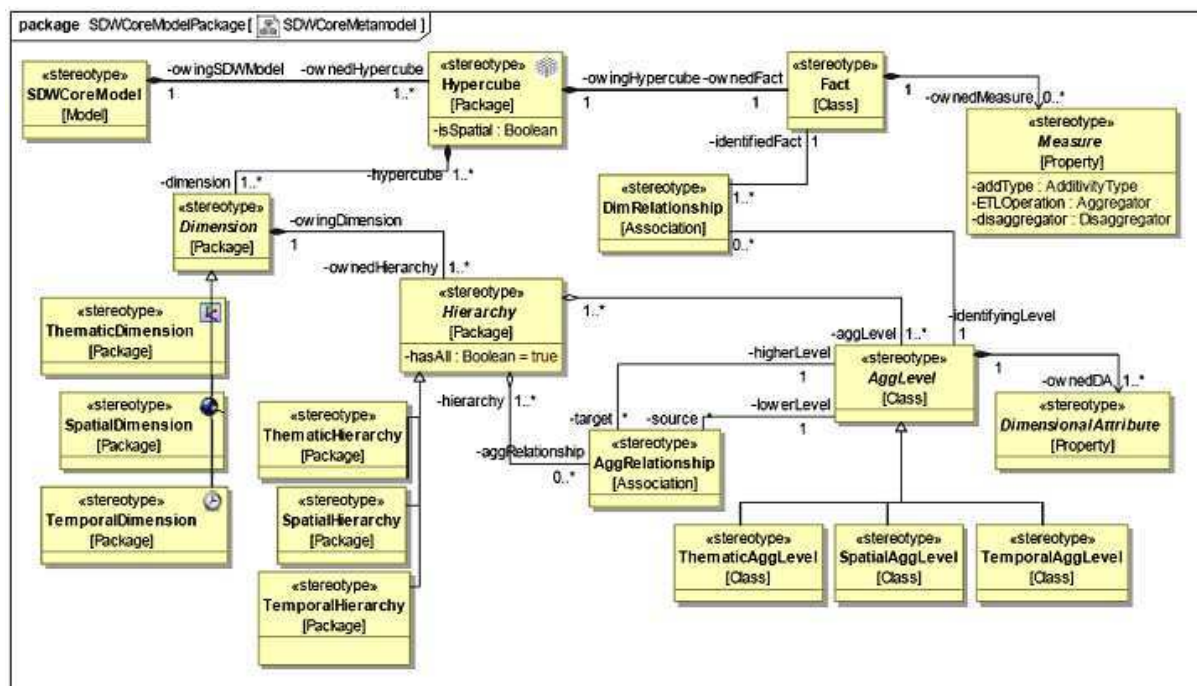 package SDWCoreModelPackage [ SDWCoreMetamodel ]
«stereotype»
SDWCoreModel
[Model]
-owingSDWModel
1
-ownedHypercube
1..*
«stereotype»
Hypercube
[Package]
-isSpatial : Boolean
-owingHypercube
1
-ownedFact
1
«stereotype»
Fact
[Class]
1
-ownedMeasure
0..*
«stereotype»
Measure
[Property]
-addType : AdditivityType
-ETLOperation : Aggregator
-disaggregator : Disaggregator
-identifiedFact
1
-dimension
1..*
-hypercube
1..*
«stereotype»
Dimension
[Package]
-owingDimension
1
-ownedHierarchy
1..*
1..*
«stereotype»
DimRelationship
[Association]
0..*
«stereotype»
ThematicDimension
[Package]
«stereotype»
SpatialDimension
[Package]
«stereotype»
TemporalDimension
[Package]
«stereotype»
Hierarchy
[Package]
-hasAll : Boolean = true
1..*
-aggLevel
1..*
-identifyingLevel
1
-higherLevel
1
-lowerLevel
1
«stereotype»
AggLevel
[Class]
1
-ownedDA
1..*
«stereotype»
DimensionalAttribute
[Property]
-hierarchy
1..*
-target
*
-source
*
-aggRelationship
0..*
«stereotype»
AggRelationship
[Association]
«stereotype»
ThematicHierarchy
[Package]
«stereotype»
SpatialHierarchy
[Package]
«stereotype»
TemporalHierarchy
[Package]
«stereotype»
ThematicAggLevel
[Class]
«stereotype»
SpatialAggLevel
[Class]
«stereotype»
TemporalAggLevel
[Class]